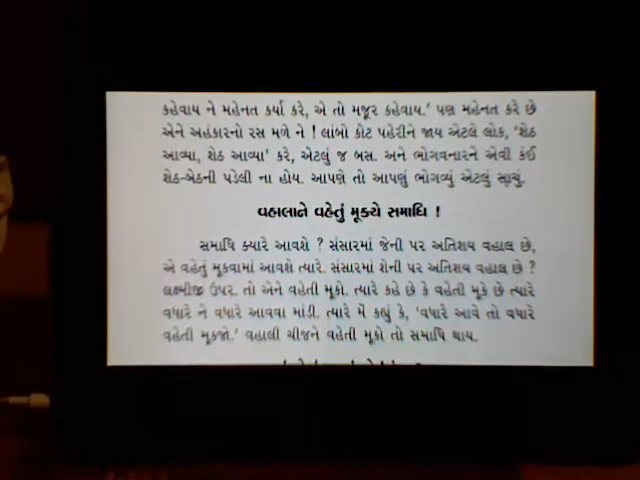 કહેવાય ને મહેનત કર્યા કરે, એ તો મજૂર કહેવાય.’ પણ મહેનત કરે છે
એને અહંકારનો રસ મળે ને ! લાંબો કોટ પહેરીને જાય એટલે લોક, ‘શેઠ
આવ્યા, શેઠ આવ્યા’ કરે, એટલું જ બસ. અને ભોગવનારને એવી કંઈ
શેઠ-બેઠની પડેલી ના હોય. આપણે તો આપણું ભોગવ્યું એટલું સાચું.
વહાલાને વહેતું મૂક્યે સમાધિ !
સમાધિ ક્યારે આવશે ? સંસારમાં જેની પર અતિશય વહાલ છે,
એ વહેતું મૂકવામાં આવશે ત્યારે. સંસારમાં શેની પર અતિશય વહાલ છે ?
લક્ષ્મીજી ઉપર. તો એને વહેતી મૂકો. ત્યારે કહે છે કે વહેતી મૂકે છે ત્યારે
વધારે ને વધારે આવવા માંડી. ત્યારે મેં કહ્યું કે, ‘વધારે આવે તો વધારે
વહેતી મૂકજો.’ વહાલી ચીજને વહેતી મૂકો તો સમાધિ થાય.